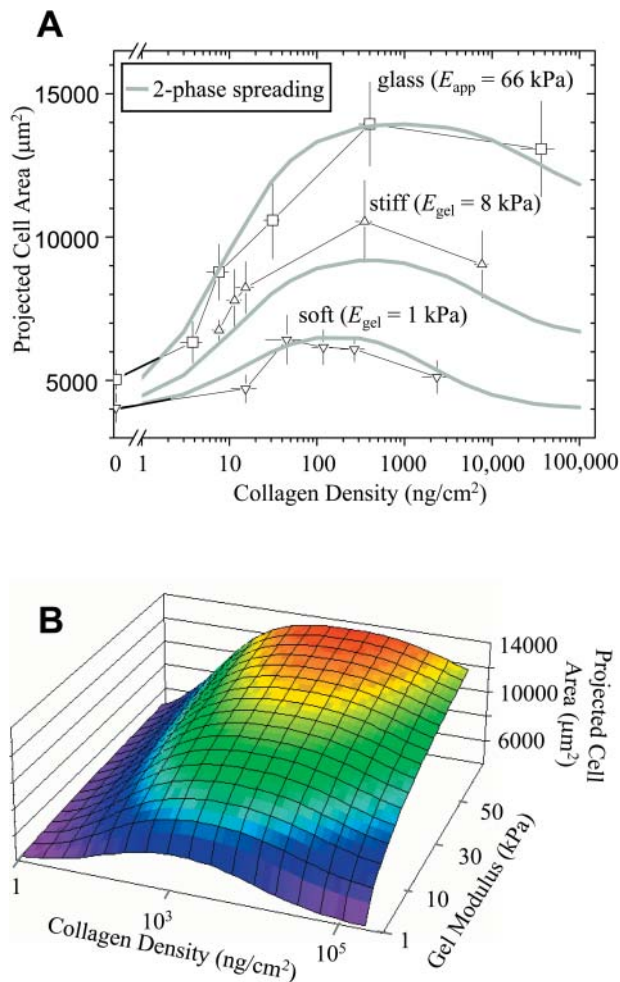 A
2-phase spreading
glass (Eapp = 66 kPa)
stiff (Egel = 8 kPa)
soft (Egel = 1 kPa)
15000
10000
5000
Projected Cell Area (μm²)
0 1 10 100 1000 10,000 100,000
Collagen Density (ng/cm²)
B
14000
10000
6000
Projected Cell
Area (μm²)
50
30
10
1
Gel Modulus (kPa)
1 10³ 10⁵
Collagen Density
(ng/cm²)